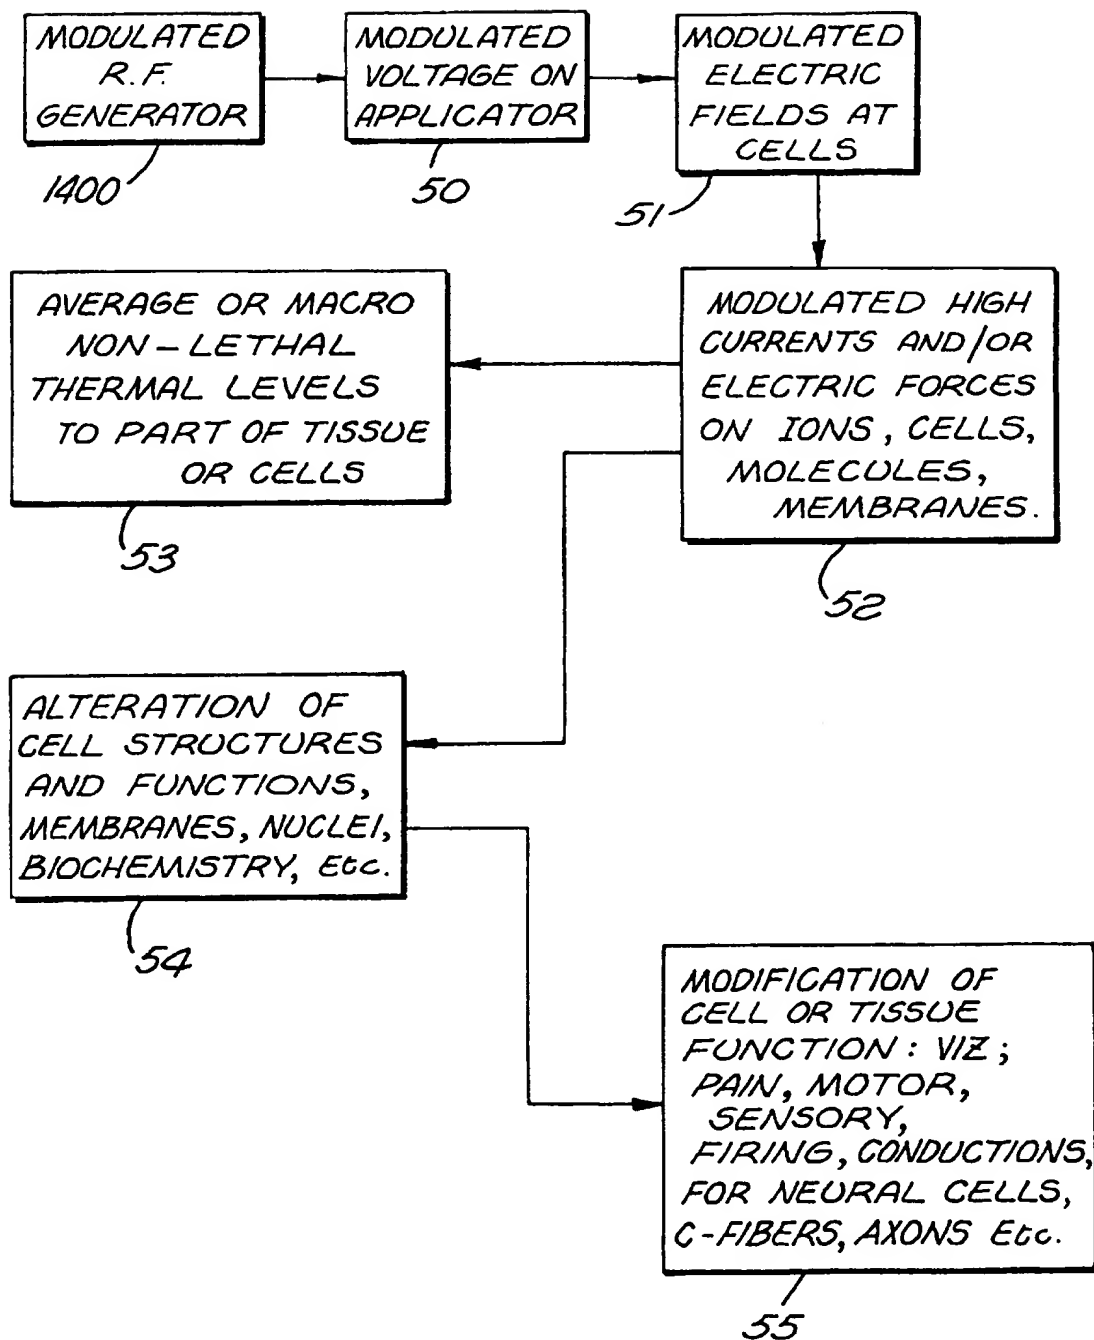 MODULATED
R.F.
GENERATOR
1400
MODULATED
VOLTAGE ON
APPLICATOR
50
MODULATED
ELECTRIC
FIELDS AT
CELLS
51
AVERAGE OR MACRO
NON-LETHAL
THERMAL LEVELS
TO PART OF TISSUE
OR CELLS
53
MODULATED HIGH
CURRENTS AND/OR
ELECTRIC FORCES
ON IONS, CELLS,
MOLECULES,
MEMBRANES.
52
ALTERATION OF
CELL STRUCTURES
AND FUNCTIONS,
MEMBRANES, NUCLEI,
BIOCHEMISTRY, Etc.
54
MODIFICATION OF
CELL OR TISSUE
FUNCTION: VIZ;
PAIN, MOTOR,
SENSORY,
FIRING, CONDUCTIONS,
FOR NEURAL CELLS,
C-FIBERS, AXONS Etc.
55